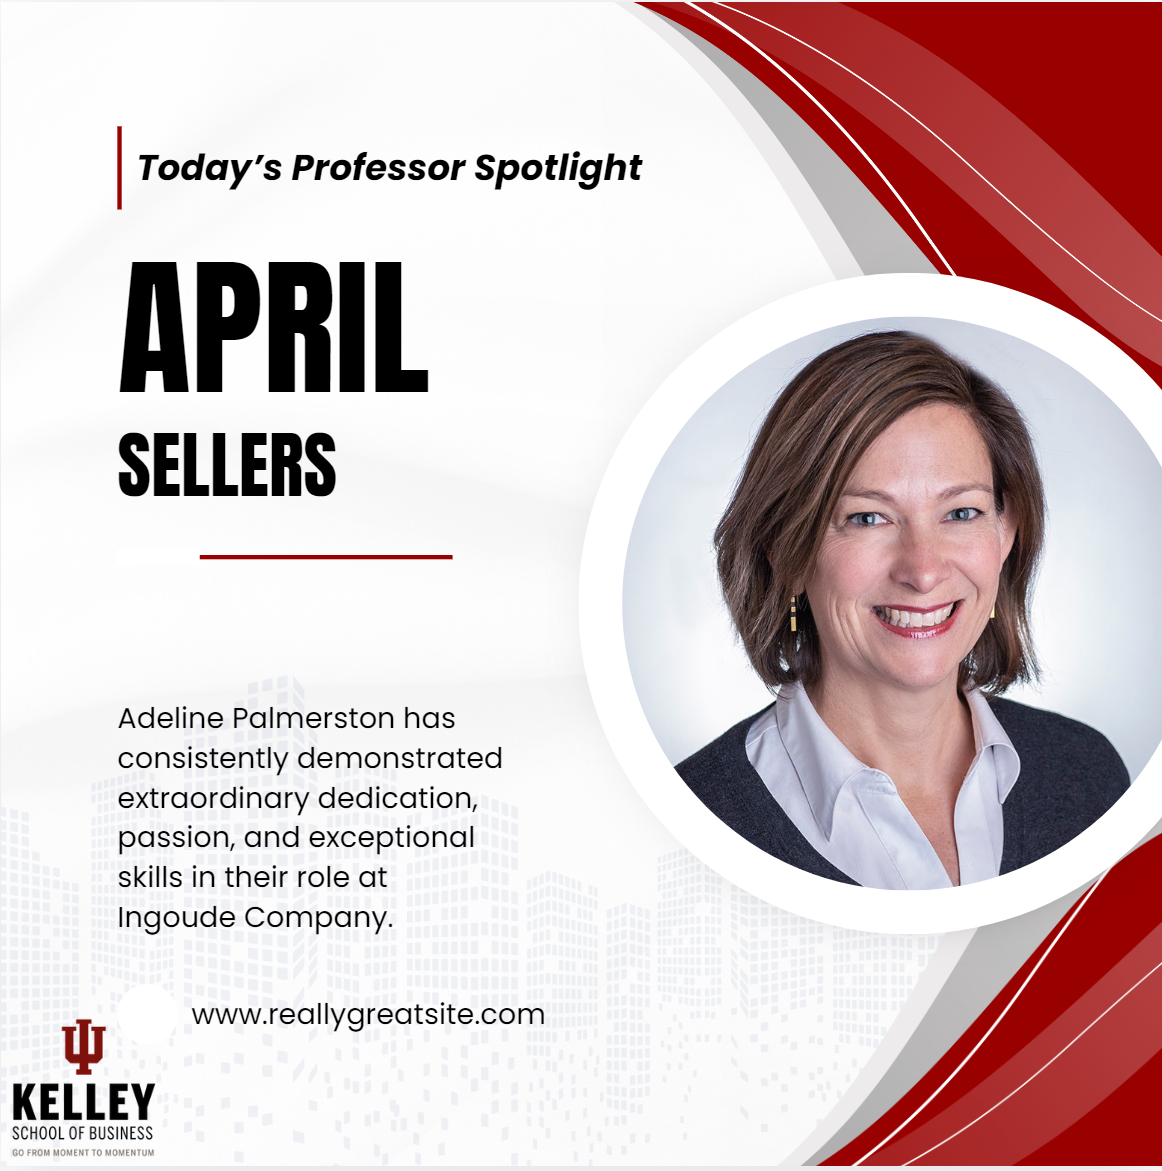 Today’s Professor Spotlight
APRIL
SELLERS
Adeline Palmerston has
consistently demonstrated
extraordinary dedication,
passion, and exceptional
skills in their role at
Ingoude Company.
www.reallygreatsite.com
KELLEY
SCHOOL OF BUSINESS
GO FROM MOMENT TO MOMENTUM